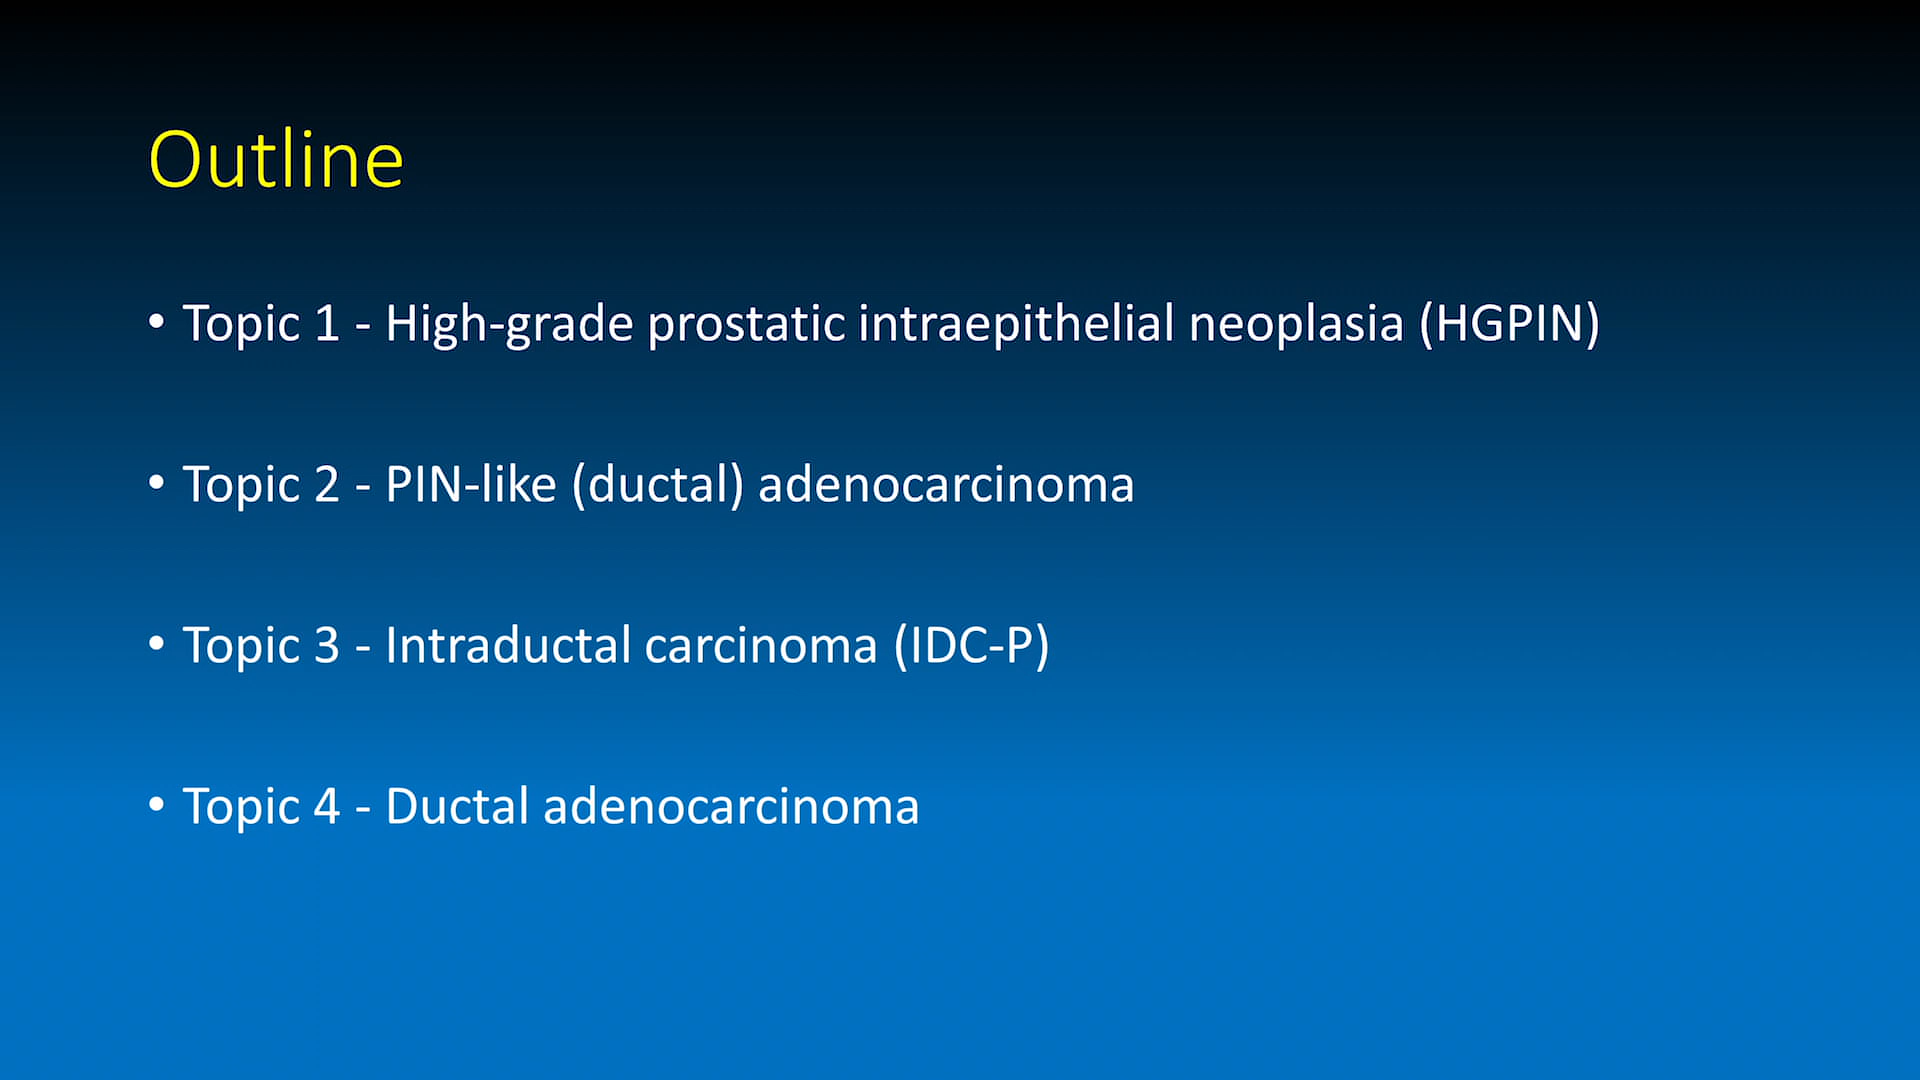 Outline
• Topic 1 - High-grade prostatic intraepithelial neoplasia (HGPIN)
• Topic 2 - PIN-like (ductal) adenocarcinoma
• Topic 3 - Intraductal carcinoma (IDC-P)
• Topic 4 - Ductal adenocarcinoma